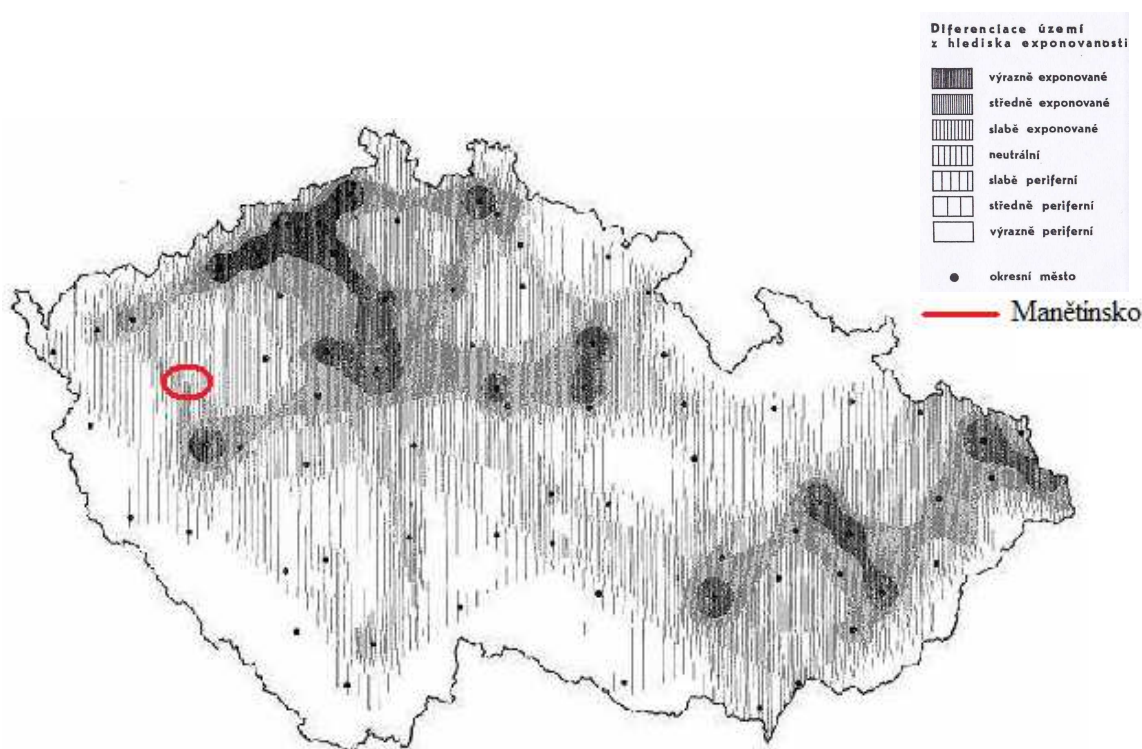 Diferenciace území
z hlediska exponovanosti
výrazně exponované
středně exponované
slabě exponované
neutrální
slabě periferní
středně periferní
výrazně periferní
okresní město
Manětínsko